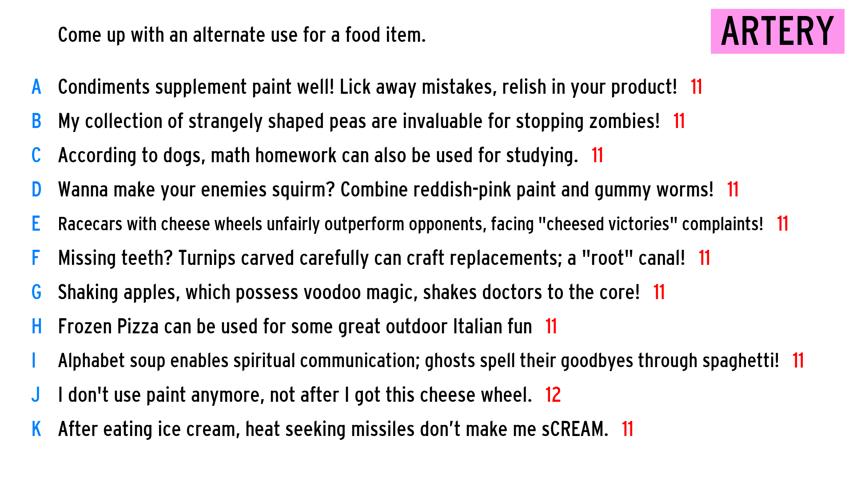 Come up with an alternate use for a food item.
ARTERY
A Condiments supplement paint well! Lick away mistakes, relish in your product! 11
B My collection of strangely shaped peas are invaluable for stopping zombies! 11
C According to dogs, math homework can also be used for studying. 11
D Wanna make your enemies squirm? Combine reddish-pink paint and gummy worms! 11
E Racecars with cheese wheels unfairly outperform opponents, facing "cheesed victories" complaints! 11
F Missing teeth? Turnips carved carefully can craft replacements; a "root" canal! 11
G Shaking apples, which possess voodoo magic, shakes doctors to the core! 11
H Frozen Pizza can be used for some great outdoor Italian fun 11
I Alphabet soup enables spiritual communication; ghosts spell their goodbyes through spaghetti! 11
J I don't use paint anymore, not after I got this cheese wheel. 12
K After eating ice cream, heat seeking missiles don’t make me sCREAM. 11